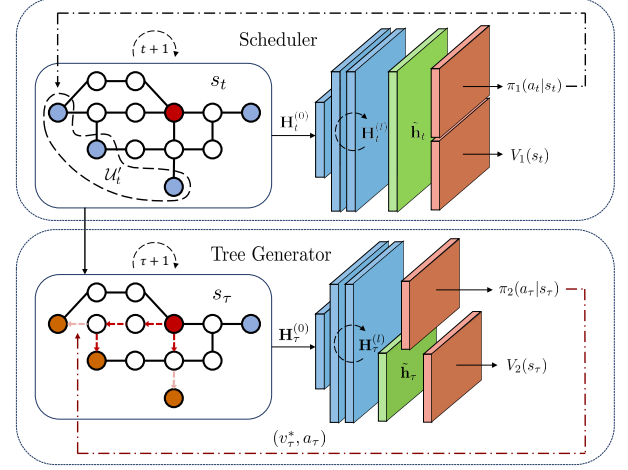 Scheduler
t + 1
s_t
U'_t
H_t^{(0)}
H_t^{(l)}
h̃_t
π_1(a_t|s_t)
V_1(s_t)
Tree Generator
τ + 1
s_τ
H_τ^{(0)}
H_τ^{(l)}
h̃_τ
π_2(a_τ|s_τ)
V_2(s_τ)
(v_τ^*, a_τ)